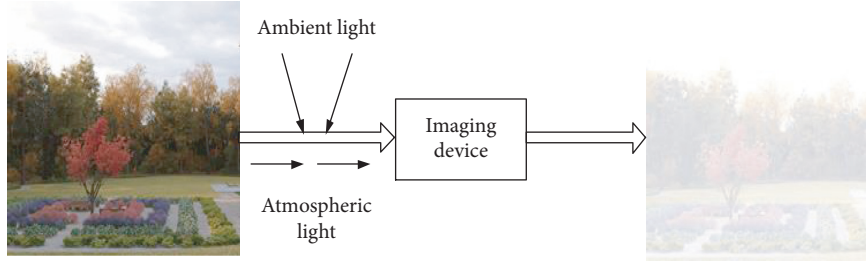 Ambient light
Imaging
device
Atmospheric
light